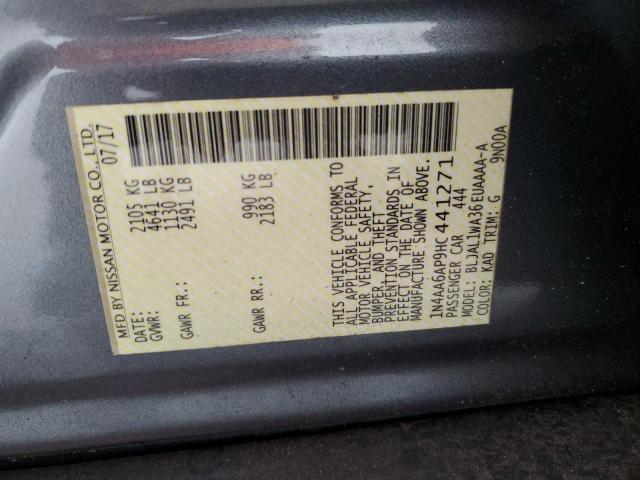 MFD BY NISSAN MOTOR CO., LTD.
DATE: 07/17
GVWR: 2105 KG
4641 LB
GAWR FR: 1130 KG
2491 LB
GAWR RR: 990 KG
2183 LB
THIS VEHICLE CONFORMS TO
ALL APPLICABLE FEDERAL
MOTOR VEHICLE SAFETY,
BUMPER, AND THEFT
PREVENTION STANDARDS IN
EFFECT ON THE DATE OF
MANUFACTURE SHOWN ABOVE.
1N4AA6AP9HC441271
PASSENGER CAR 444
MODEL: BLJALIWA36EUAAAA-A
COLOR: KAD TRIM: G 9N00A